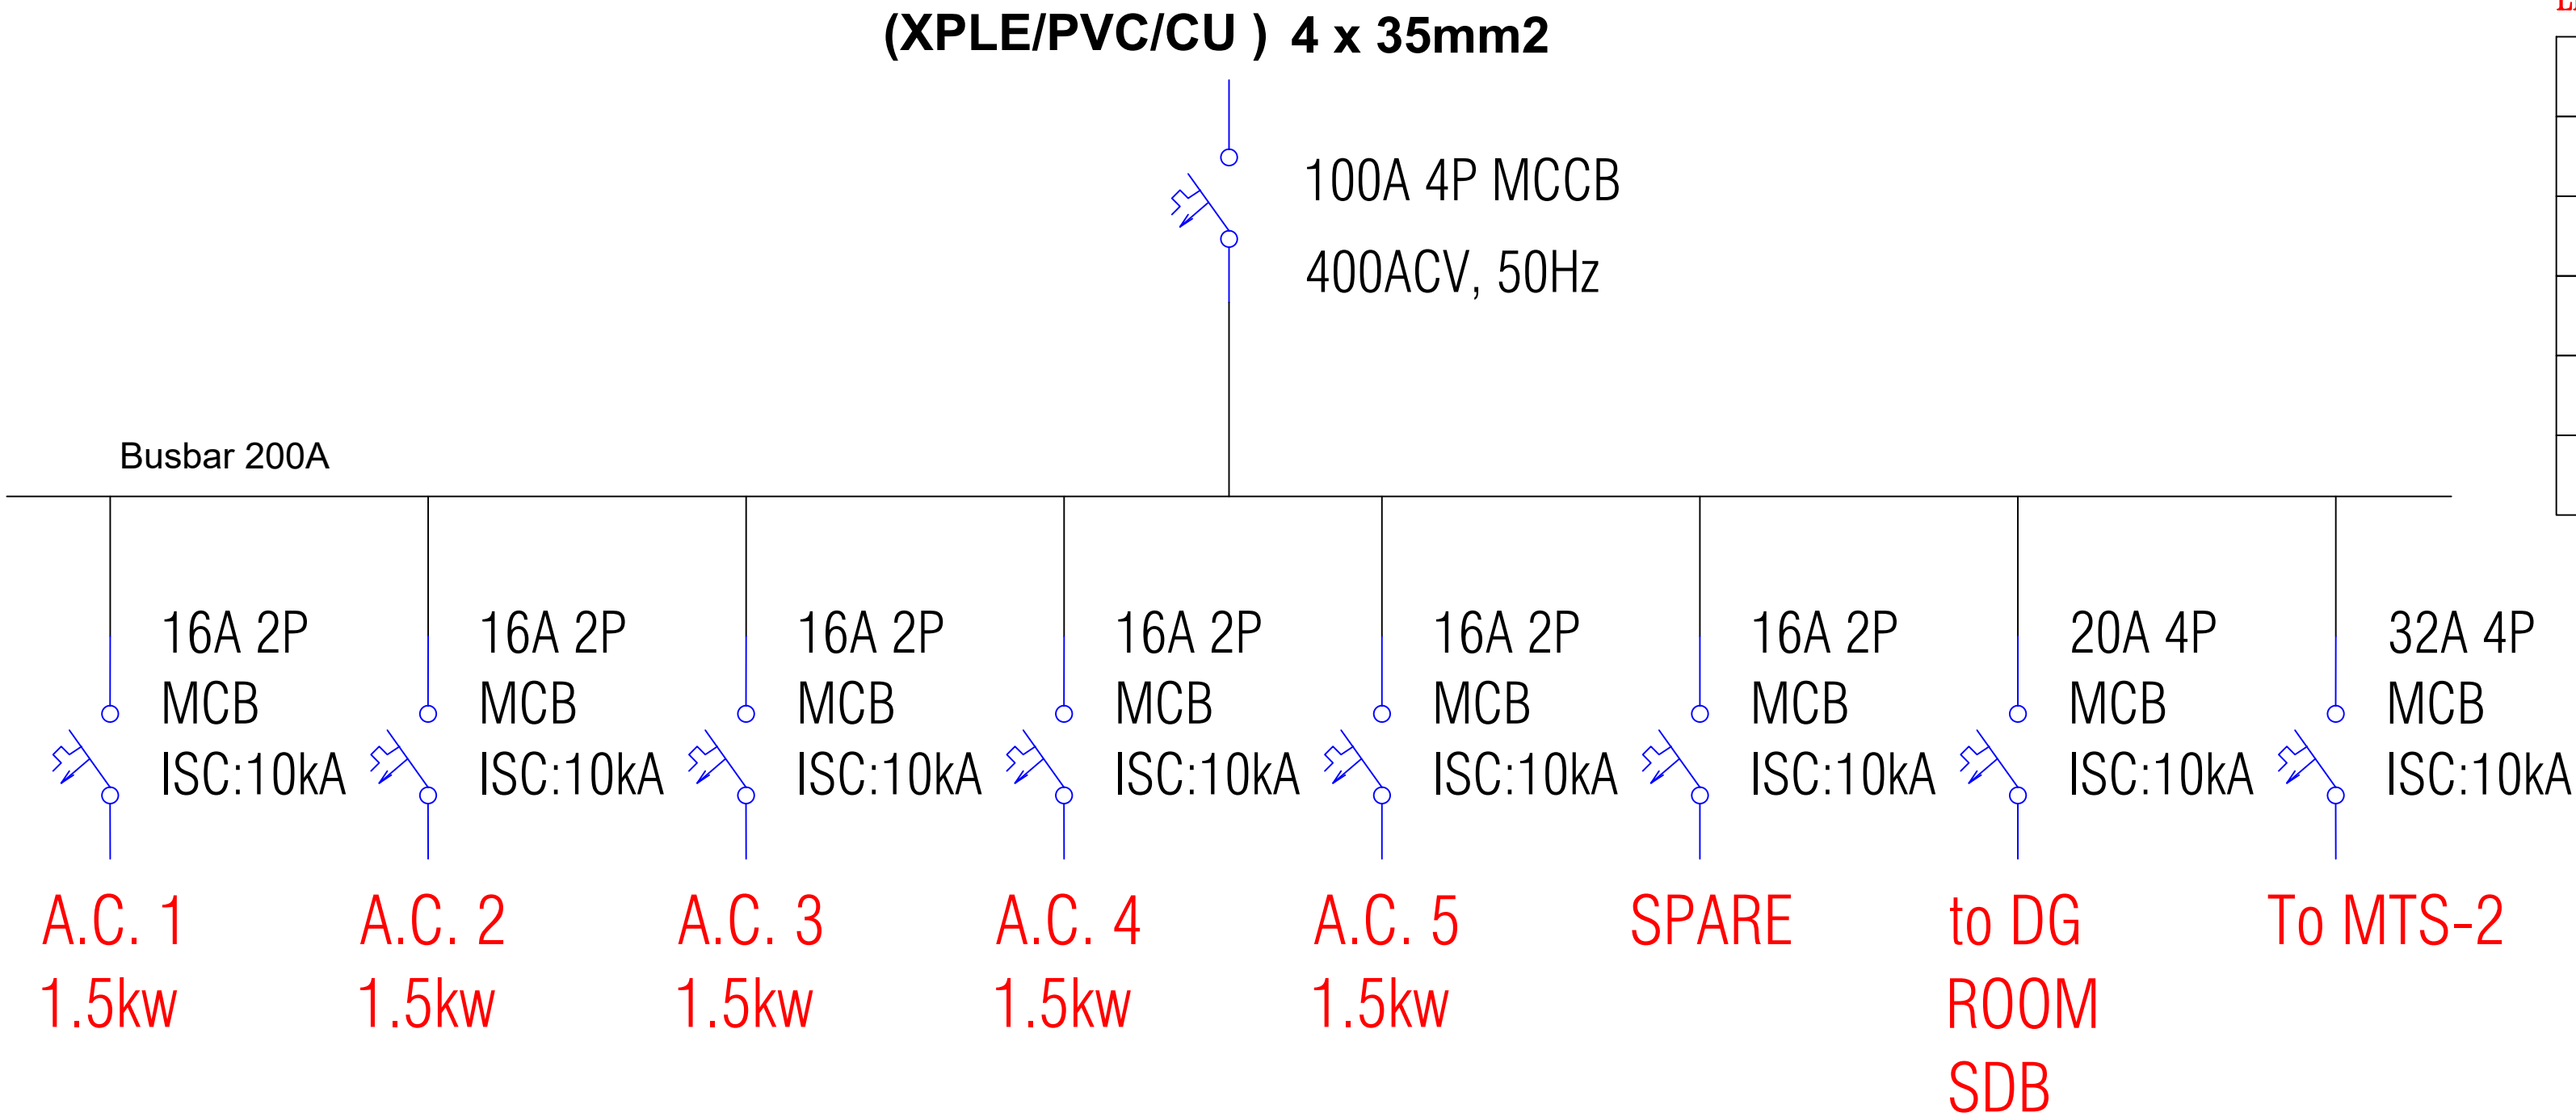 (XPLE/PVC/CU ) 4 x 35mm2
100A 4P MCCB
400ACV, 50Hz
Busbar 200A
16A 2P
MCB
ISC:10kA
16A 2P
MCB
ISC:10kA
16A 2P
MCB
ISC:10kA
16A 2P
MCB
ISC:10kA
16A 2P
MCB
ISC:10kA
16A 2P
MCB
ISC:10kA
20A 4P
MCB
ISC:10kA
32A 4P
MCB
ISC:10kA
A.C. 1
1.5kw
A.C. 2
1.5kw
A.C. 3
1.5kw
A.C. 4
1.5kw
A.C. 5
1.5kw
SPARE
to DG
ROOM
SDB
To MTS-2